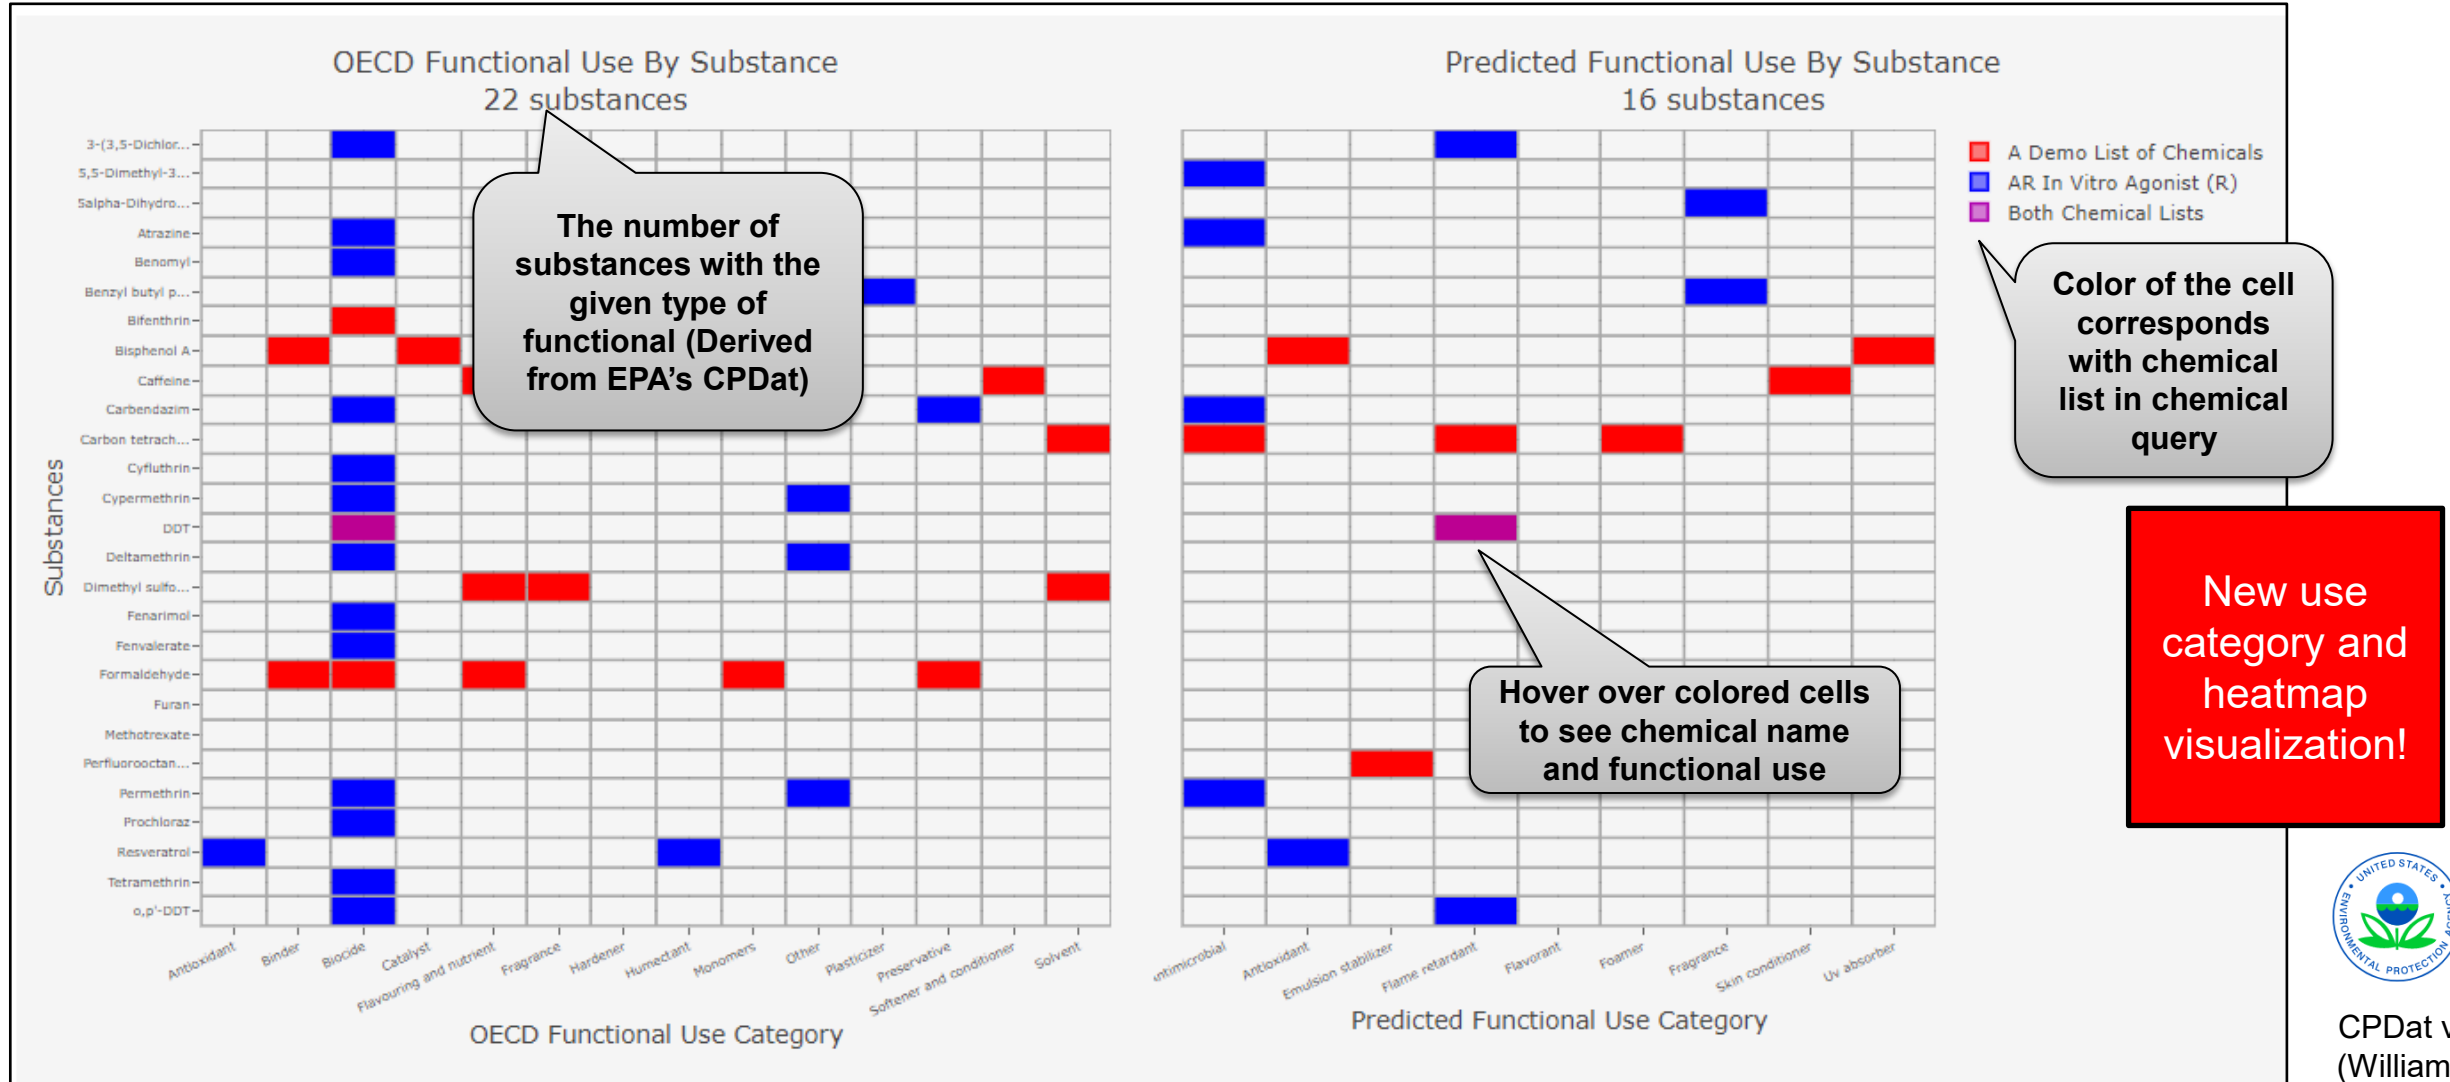 OECD Functional Use By Substance
22 substances
Predicted Functional Use By Substance
16 substances
3-(3,5-Dichlor...
5,5-Dimethyl-3...
5alpha-Dihydro...
Atrazine
Benomyl
Benzyl butyl p...
Bifenthrin
Bisphenol A
Caffeine
Carbendazim
Carbon tetrach...
Cyfluthrin
Cypermethrin
DDT
Deltamethrin
Dimethyl sulfo...
Fenarimol
Fenvalerate
Formaldehyde
Furan
Methotrexate
Perfluorooctan...
Permethrin
Prochloraz
Resveratrol
Tetramethrin
o,p'-DDT
Substances
The number of
substances with the
given type of
functional (Derived
from EPA's CPDat)
A Demo List of Chemicals
AR In Vitro Agonist (R)
Both Chemical Lists
Color of the cell
corresponds
with chemical
list in chemical
query
Hover over colored cells
to see chemical name
and functional use
New use
category and
heatmap
visualization!
Antioxidant
Binder
Biocide
Catalyst
Flavouring and nutrient
Fragrance
Hardener
Humectant
Monomers
Other
Plasticizer
Preservative
Softener and conditioner
Solvent
OECD Functional Use Category
ntimicrobial
Antioxidant
Emulsion stabilizer
Flame retardant
Flavorant
Foamer
Fragrance
Skin conditioner
Uv absorber
Predicted Functional Use Category
UNITED STATES
ENVIRONMENTAL PROTECTION AGENCY
CPDat v
(William